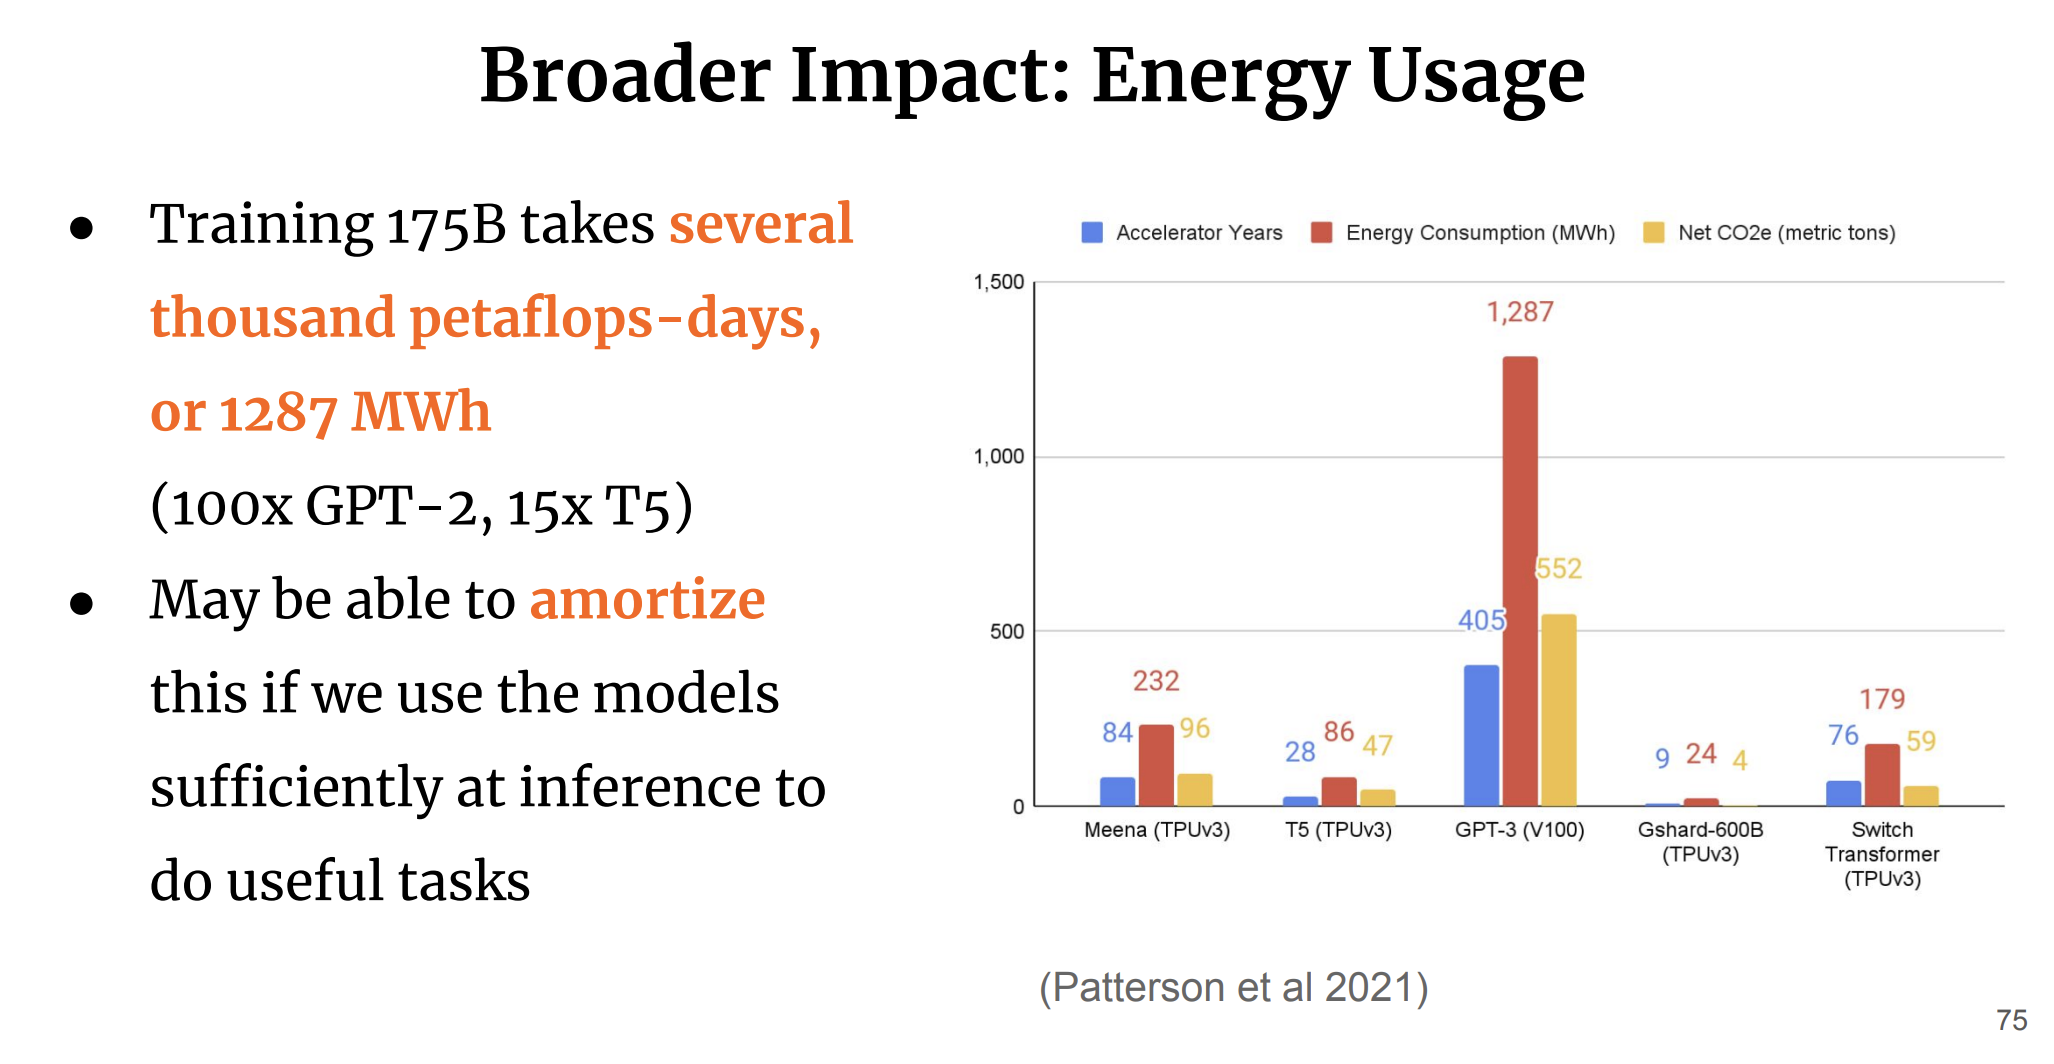 Broader Impact: Energy Usage
● Training 175B takes several
thousand petaflops-days,
or 1287 MWh
(100x GPT-2, 15x T5)
● May be able to amortize
this if we use the models
sufficiently at inference to
do useful tasks
Accelerator Years Energy Consumption (MWh) Net CO2e (metric tons)
1,500
1,000
500
0
84 232 96
28 86 47
405 1,287 552
9 24 4
76 179 59
Meena (TPUv3)
T5 (TPUv3)
GPT-3 (V100)
Gshard-600B
(TPUv3)
Switch
Transformer
(TPUv3)
(Patterson et al 2021)
75